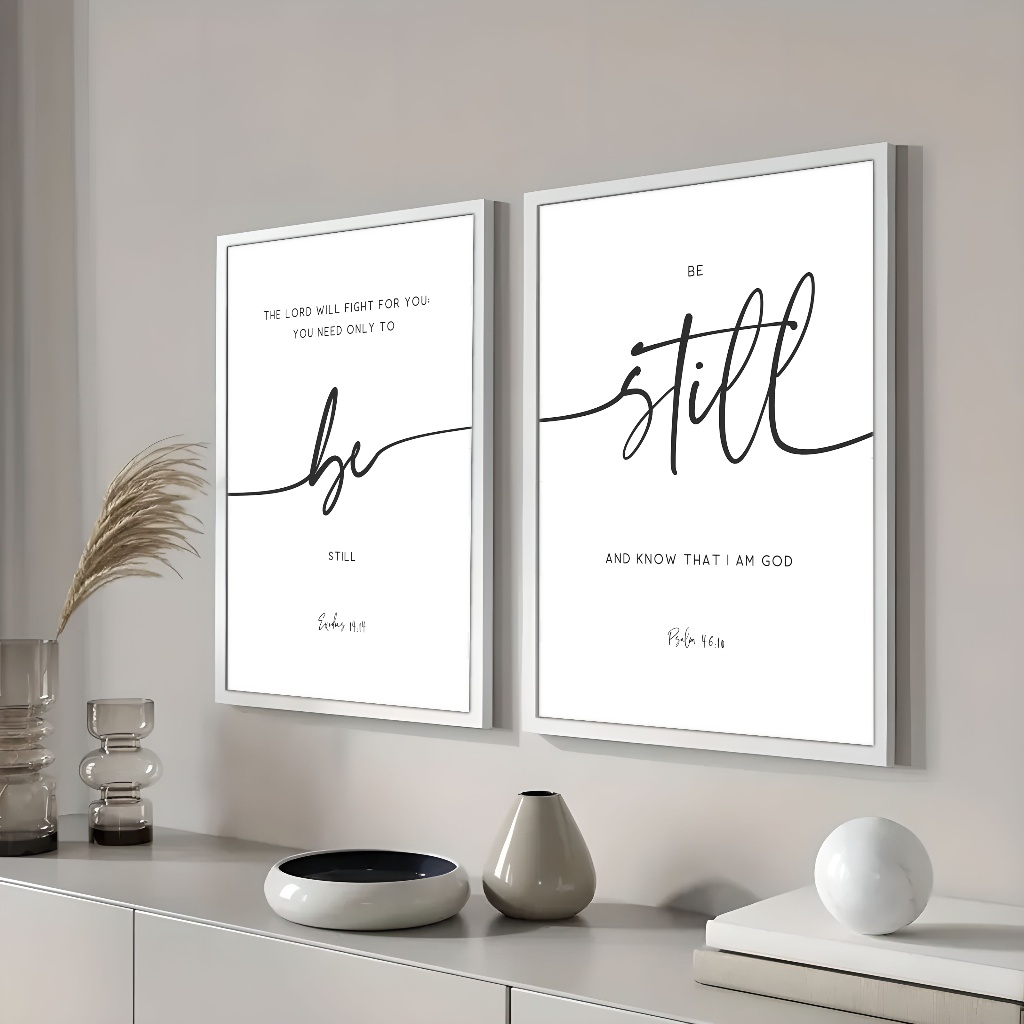 THE LORD WILL FIGHT FOR YOU;
YOU NEED ONLY TO
be
STILL
Exodus 14:14
BE
still
AND KNOW THAT I AM GOD
Psalm 46:10